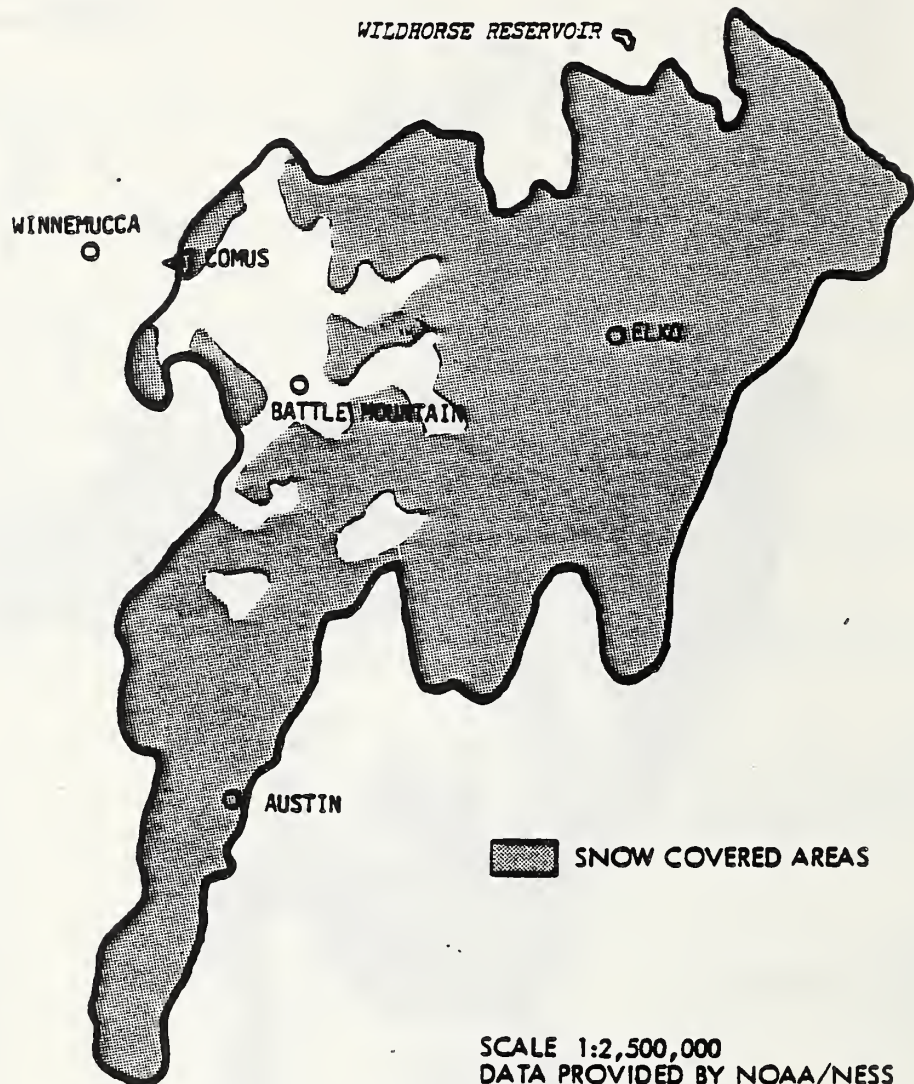 WILDHORSE RESERVOIR
WINNEMUCCA
COMUS
ELKO
BATTLE MOUNTAIN
AUSTIN
SNOW COVERED AREAS
SCALE 1:2,500,000
DATA PROVIDED BY NOAA/NESS